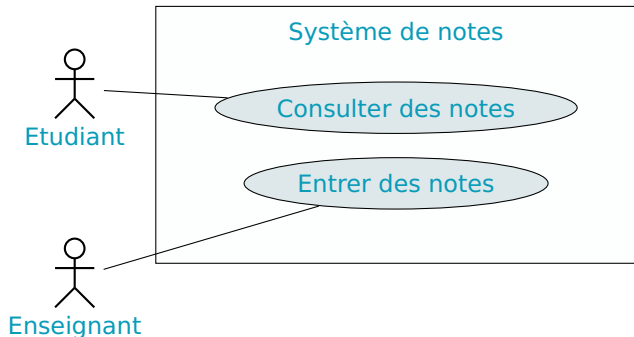 Système de notes
Etudiant
Consulter des notes
Entrer des notes
Enseignant